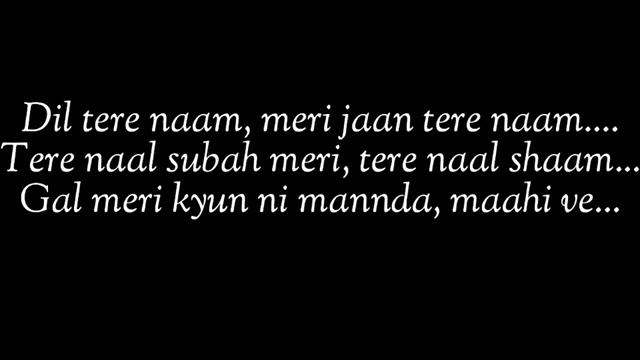 Dil tere naam, meri jaan tere naam....
Tere naal subah meri, tere naal shaam...
Gal meri kyun ni mannda, maahi ve...